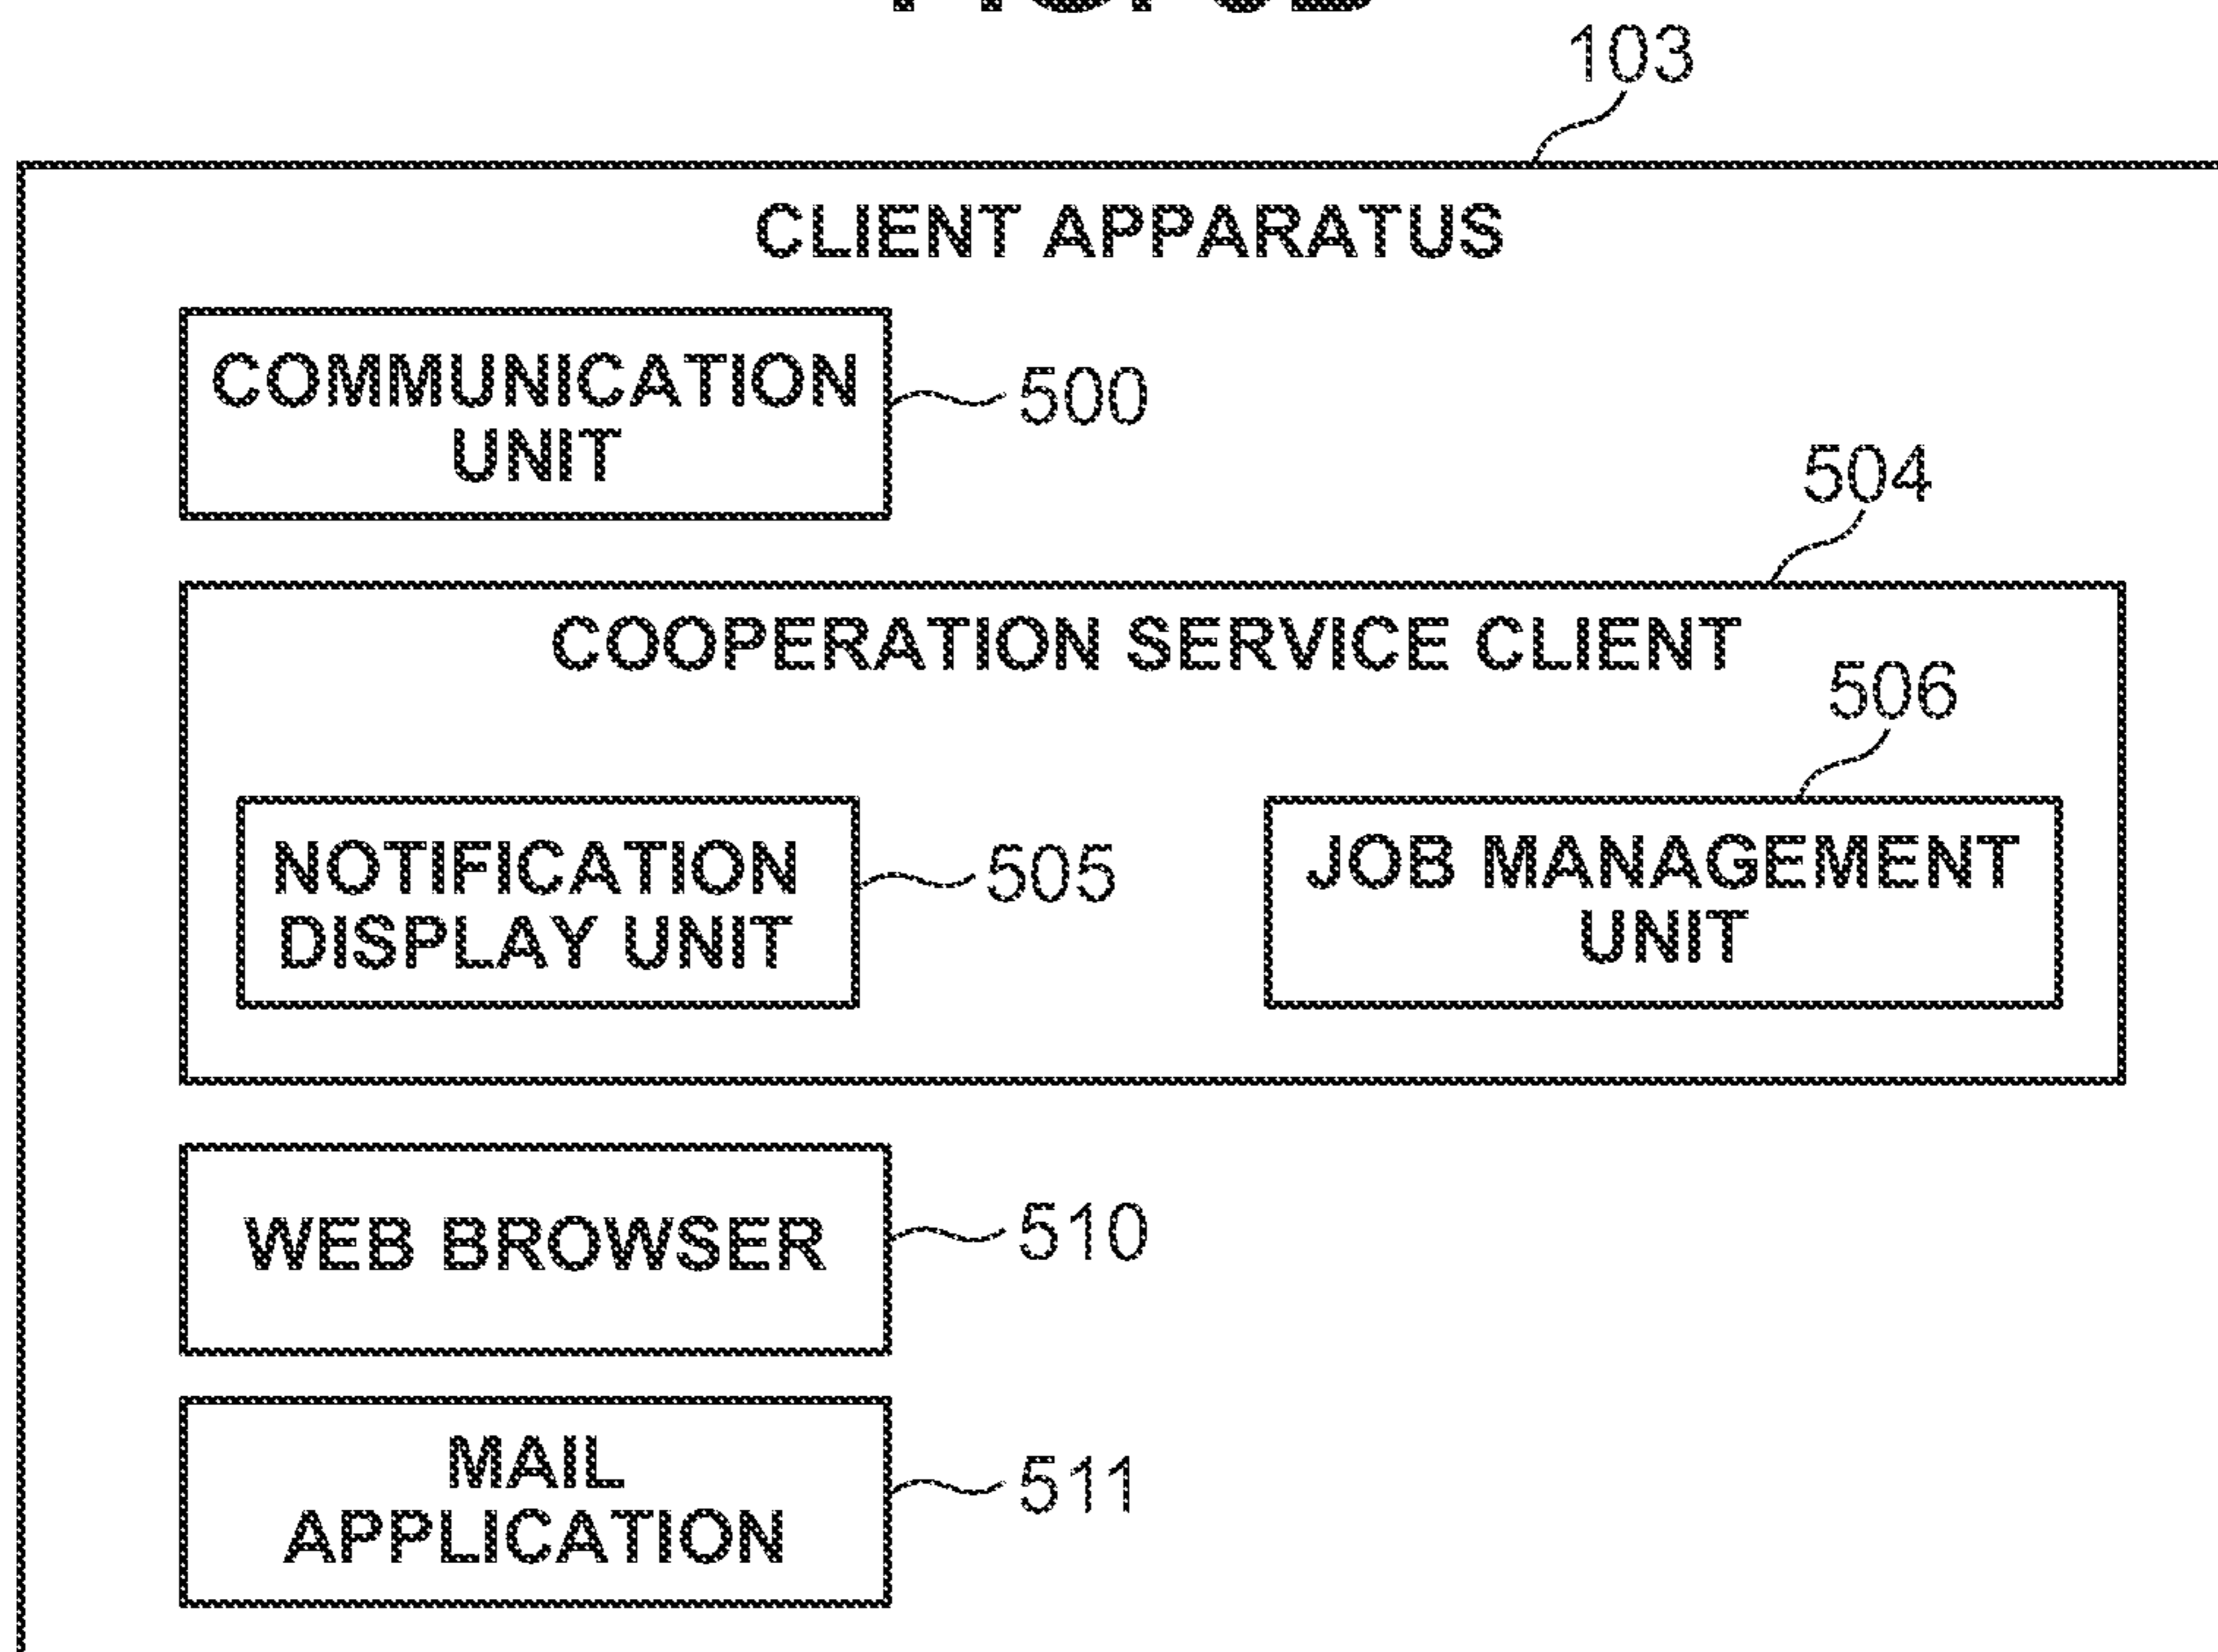 103
CLIENT APPARATUS
COMMUNICATION
UNIT
500
504
COOPERATION SERVICE CLIENT
506
NOTIFICATION
DISPLAY UNIT
505
JOB MANAGEMENT
UNIT
WEB BROWSER
510
MAIL
APPLICATION
511